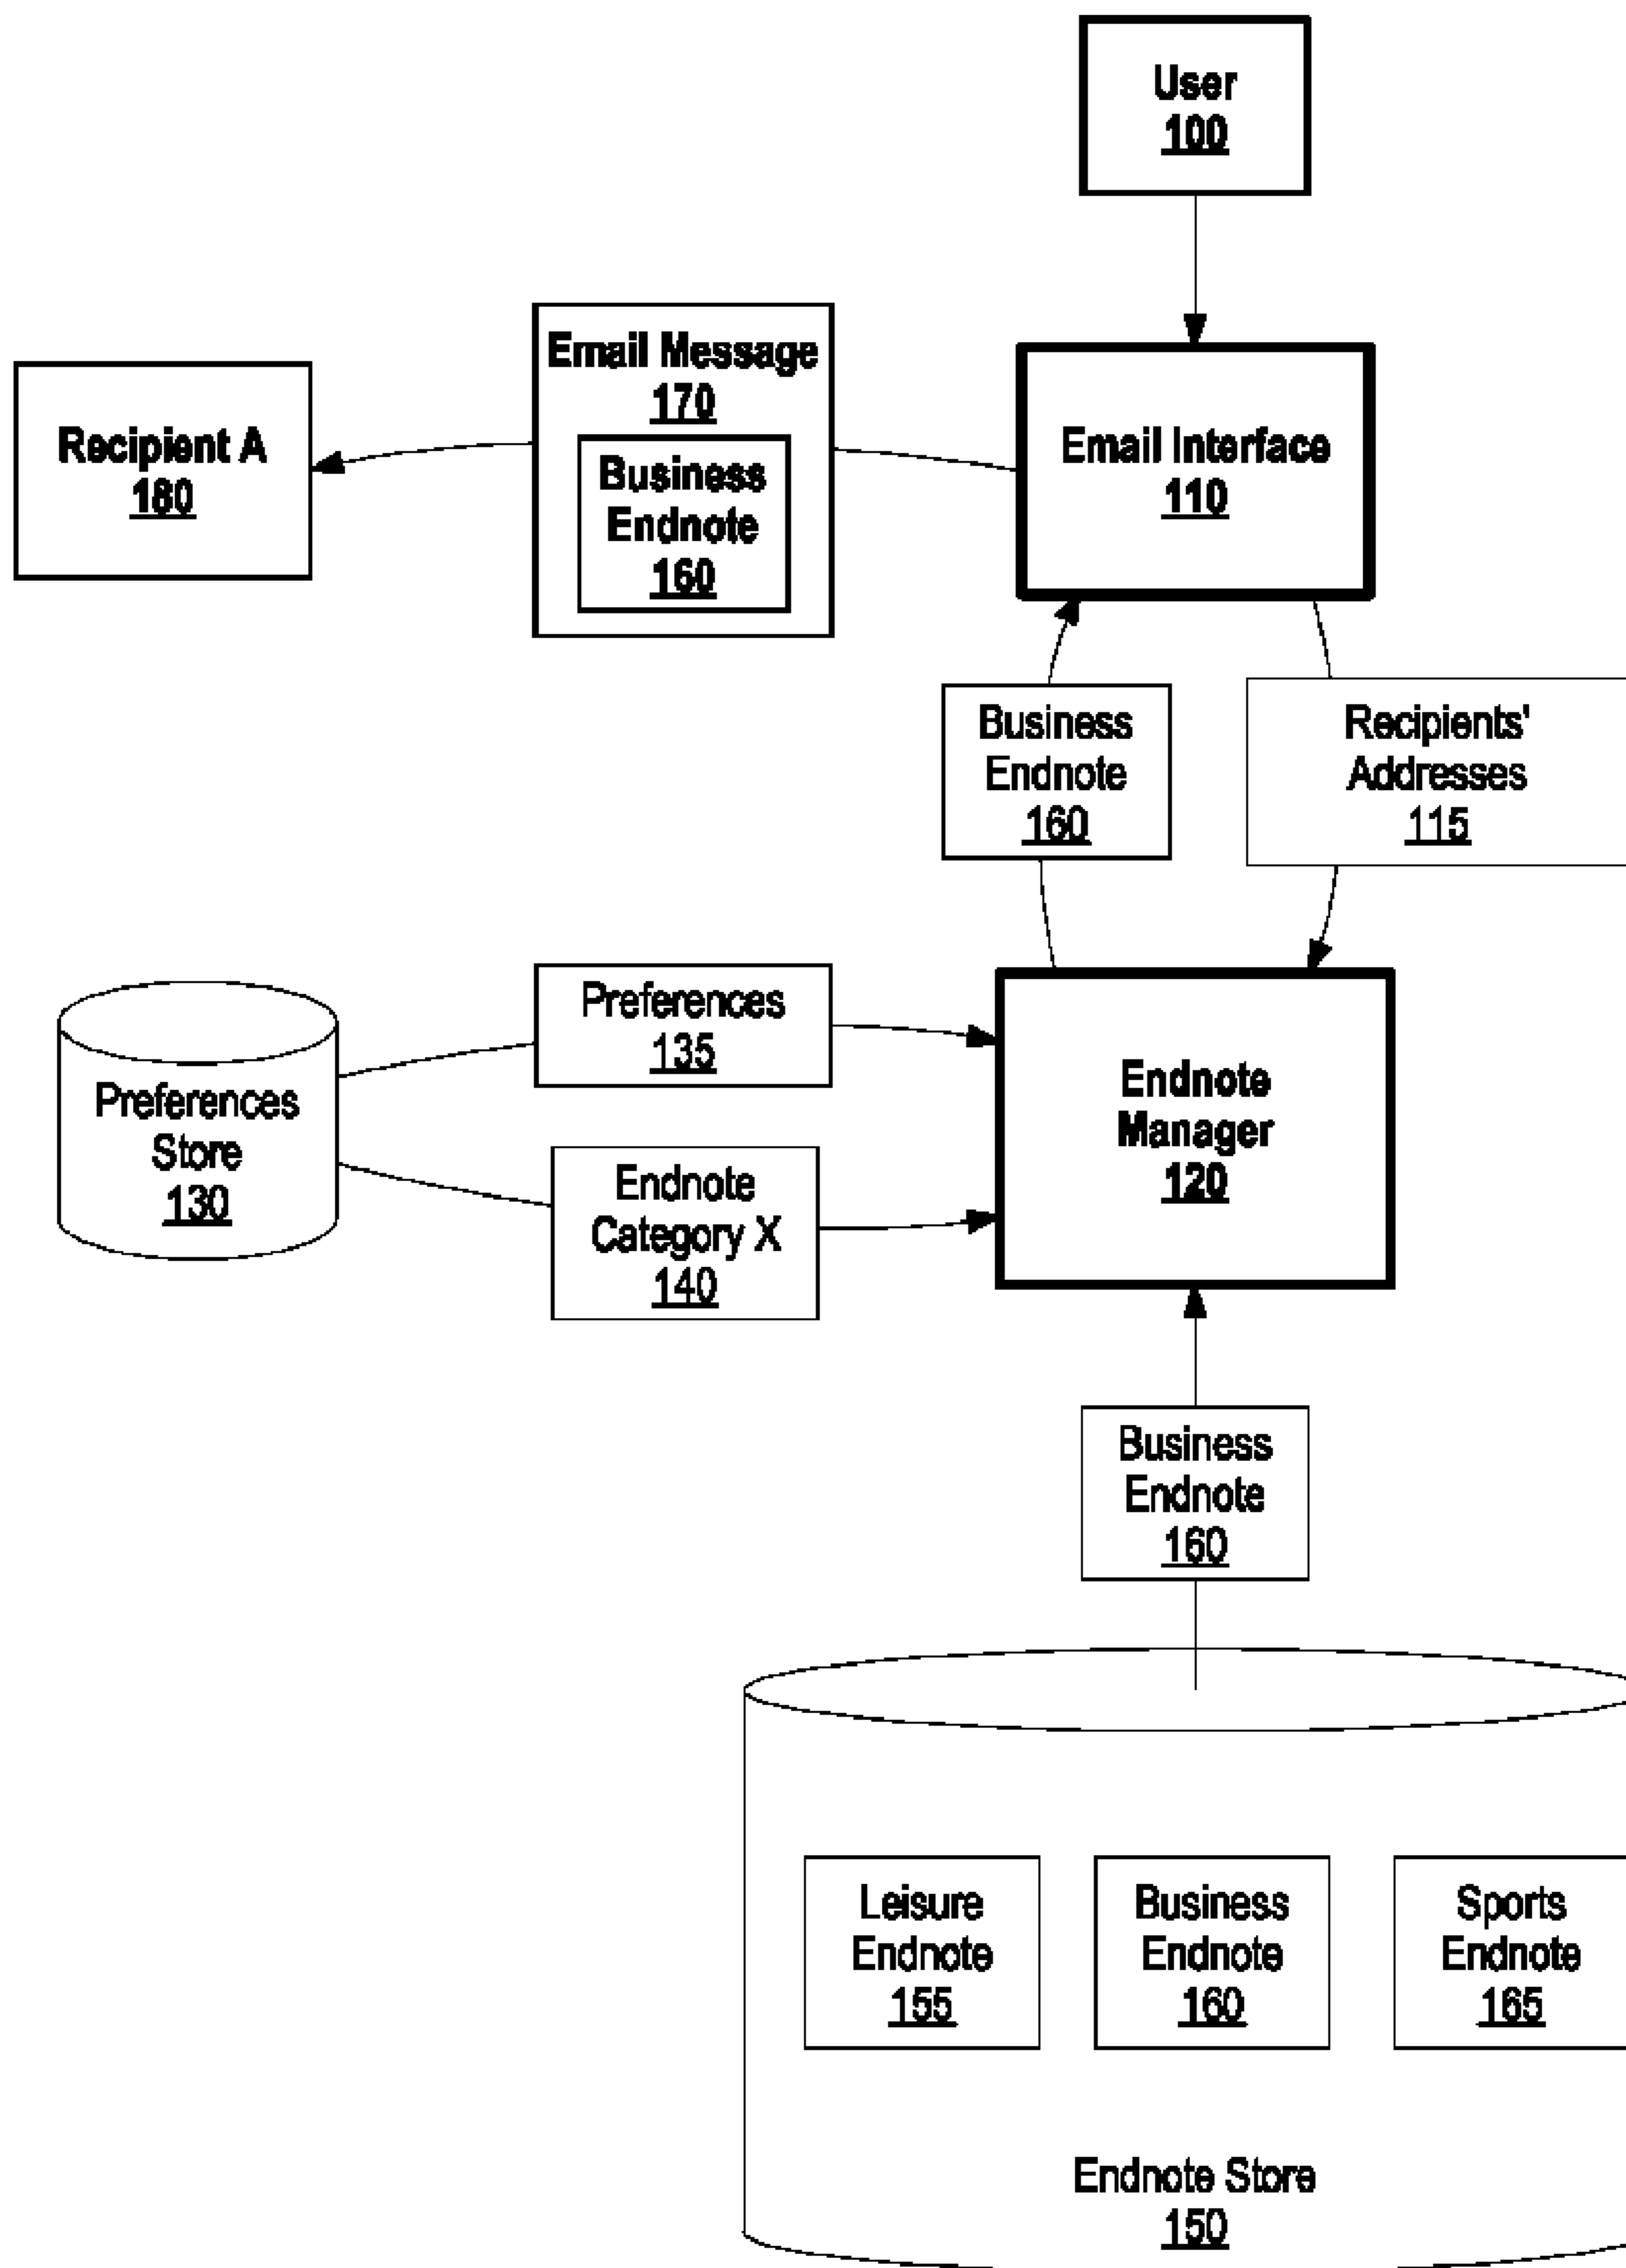 User
100
Email Message
170
Business
Endnote
160
Recipient A
180
Email Interface
110
Business
Endnote
160
Recipients'
Addresses
115
Preferences
135
Preferences
Store
130
Endnote
Category X
140
Endnote
Manager
120
Business
Endnote
160
Leisure
Endnote
155
Business
Endnote
160
Sports
Endnote
165
Endnote Store
150